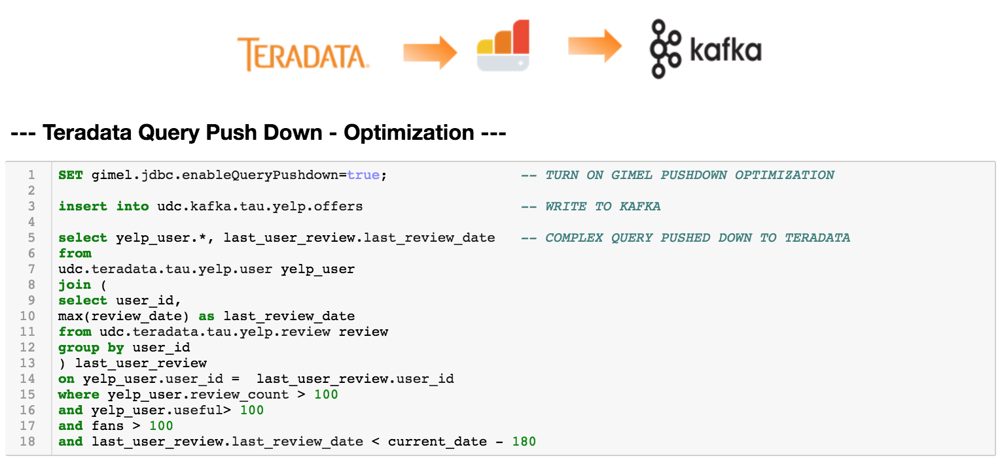 TERADATA.
kafka
--- Teradata Query Push Down - Optimization ---
1 SET gimel.jdbc.enableQueryPushdown=true; -- TURN ON GIMEL PUSHDOWN OPTIMIZATION
2
3 insert into udc.kafka.tau.yelp.offers -- WRITE TO KAFKA
4
5 select yelp_user.*, last_user_review.last_review_date -- COMPLEX QUERY PUSHED DOWN TO TERADATA
6 from
7 udc.teradata.tau.yelp.user yelp_user
8 join (
9 select user_id,
10 max(review_date) as last_review_date
11 from udc.teradata.tau.yelp.review review
12 group by user_id
13 ) last_user_review
14 on yelp_user.user_id =  last_user_review.user_id
15 where yelp_user.review_count > 100
16 and yelp_user.useful> 100
17 and fans > 100
18 and last_user_review.last_review_date < current_date - 180